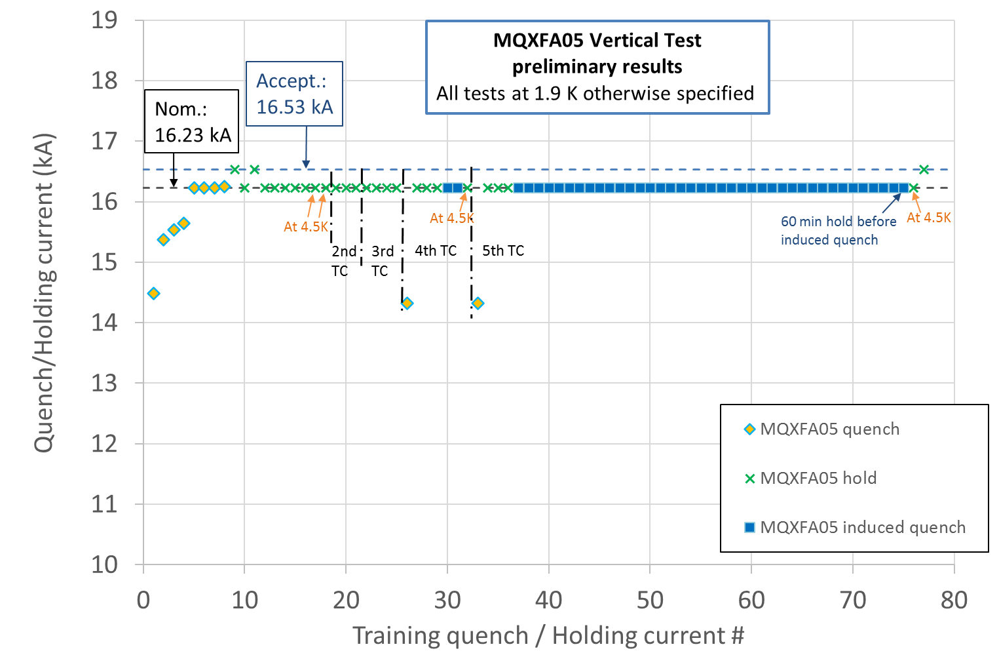 MQXFA05 Vertical Test
preliminary results
All tests at 1.9 K otherwise specified
Accept.:
16.53 kA
Nom.:
16.23 kA
Quench/Holding current (kA)
19
18
17
16
15
14
13
12
11
10
At 4.5K
At 4.5K
60 min hold before
induced quench
At 4.5K
2nd
TC
3rd
TC
4th TC
5th TC
MQXFA05 quench
MQXFA05 hold
MQXFA05 induced quench
0 10 20 30 40 50 60 70 80
Training quench / Holding current #